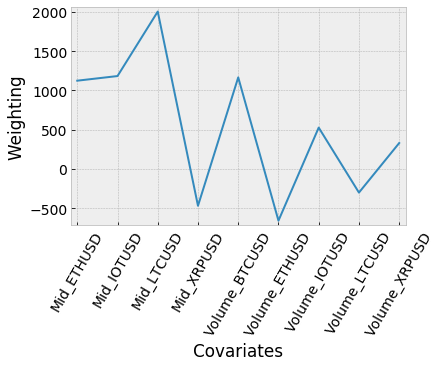 2000
1500
1000
500
0
−500
Weighting
Mid_ETHUSD
Mid_IOTUSD
Mid_LTCUSD
Mid_XRPUSD
Volume_BTCUSD
Volume_ETHUSD
Volume_IOTUSD
Volume_LTCUSD
Volume_XRPUSD
Covariates